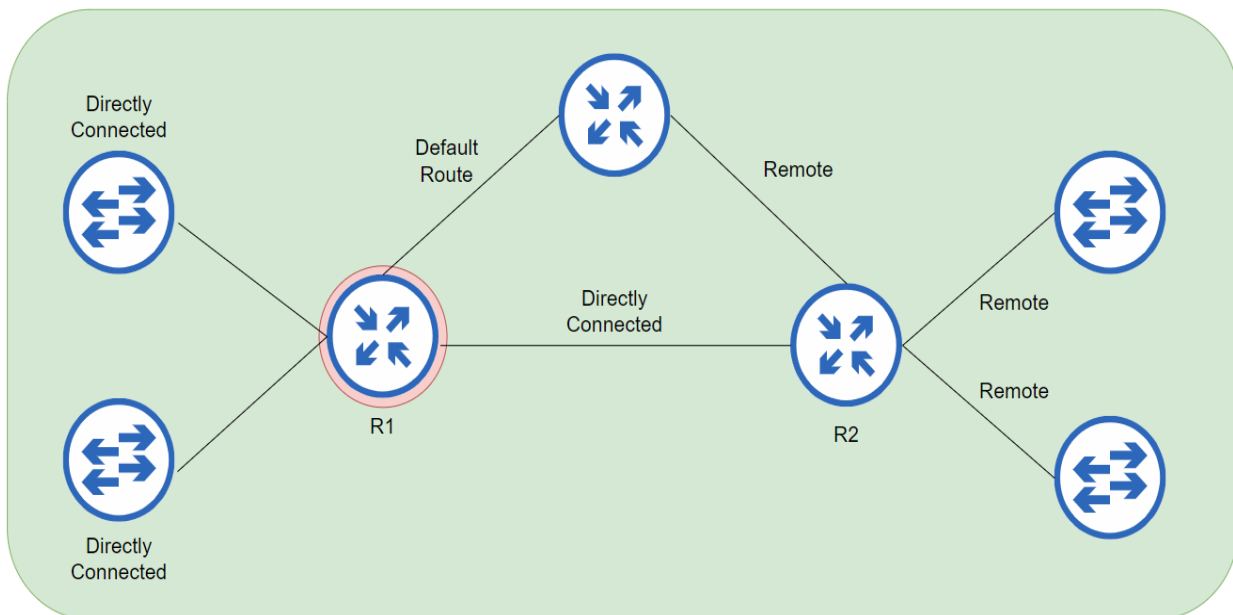 Directly
Connected
Default
Route
Remote
Directly
Connected
Remote
Remote
R1
R2
Directly
Connected